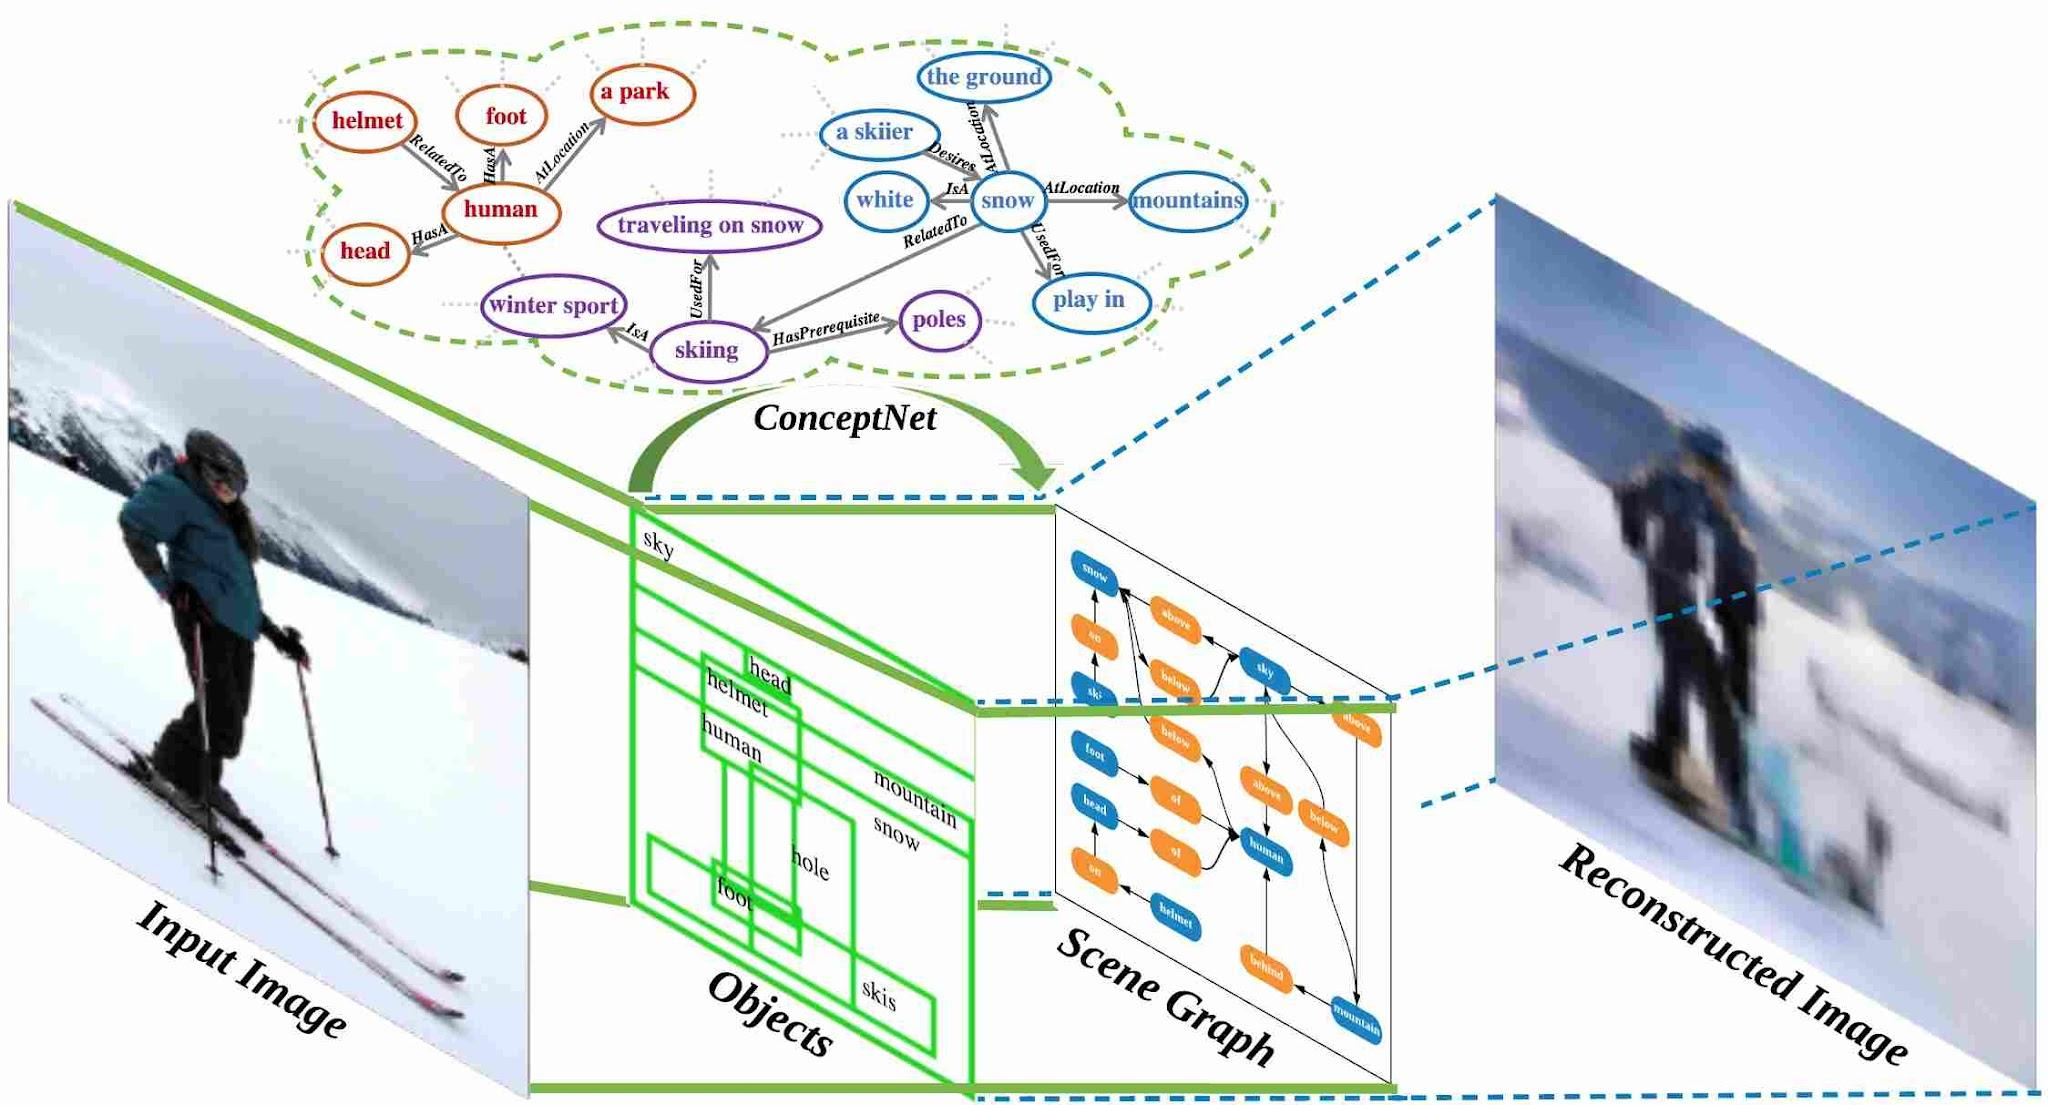 the ground
a park
helmet
foot
a skiier
RelatedTo
HasA
AtLocation
Desires
AtLocation
human
white
IsA
snow
AtLocation
mountains
head
HasA
traveling on snow
RelatedTo
UsedFor
winter sport
UsedFor
play in
poles
IsA
skiing
HasPrerequisite
ConceptNet
sky
head
helmet
human
mountain
snow
hole
foot
skis
snow
above
on
sky
below
ski
above
below
foot
above
of
head
below
of
human
on
helmet
behind
mountain
Input Image
Objects
Scene Graph
Reconstructed Image